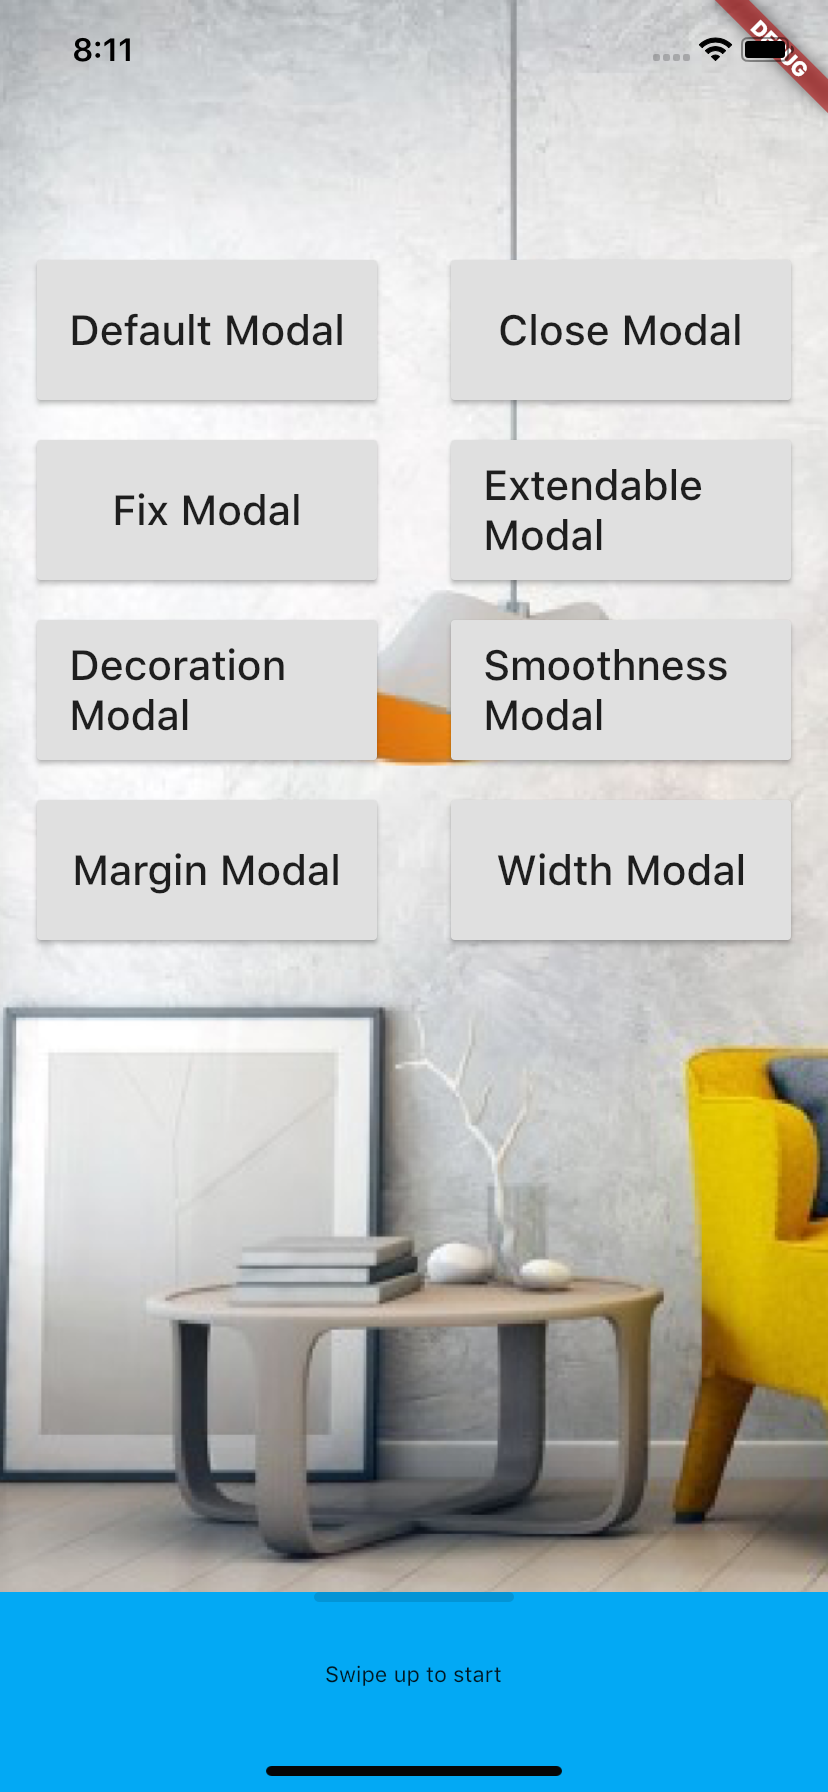 8:11
DEBUG
Default Modal
Close Modal
Fix Modal
Extendable
Modal
Decoration
Modal
Smoothness
Modal
Margin Modal
Width Modal
Swipe up to start